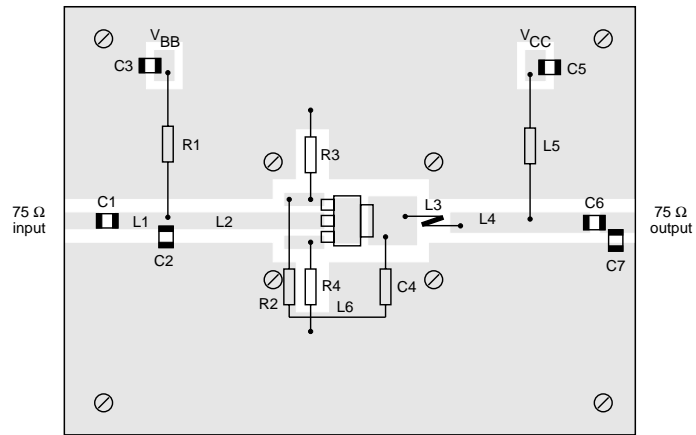 VBB
VCC
C3
C5
R1
R3
L5
75 Ω
input
C1
L1
L2
C2
L3
L4
C6
C7
75 Ω
output
R2
R4
C4
L6